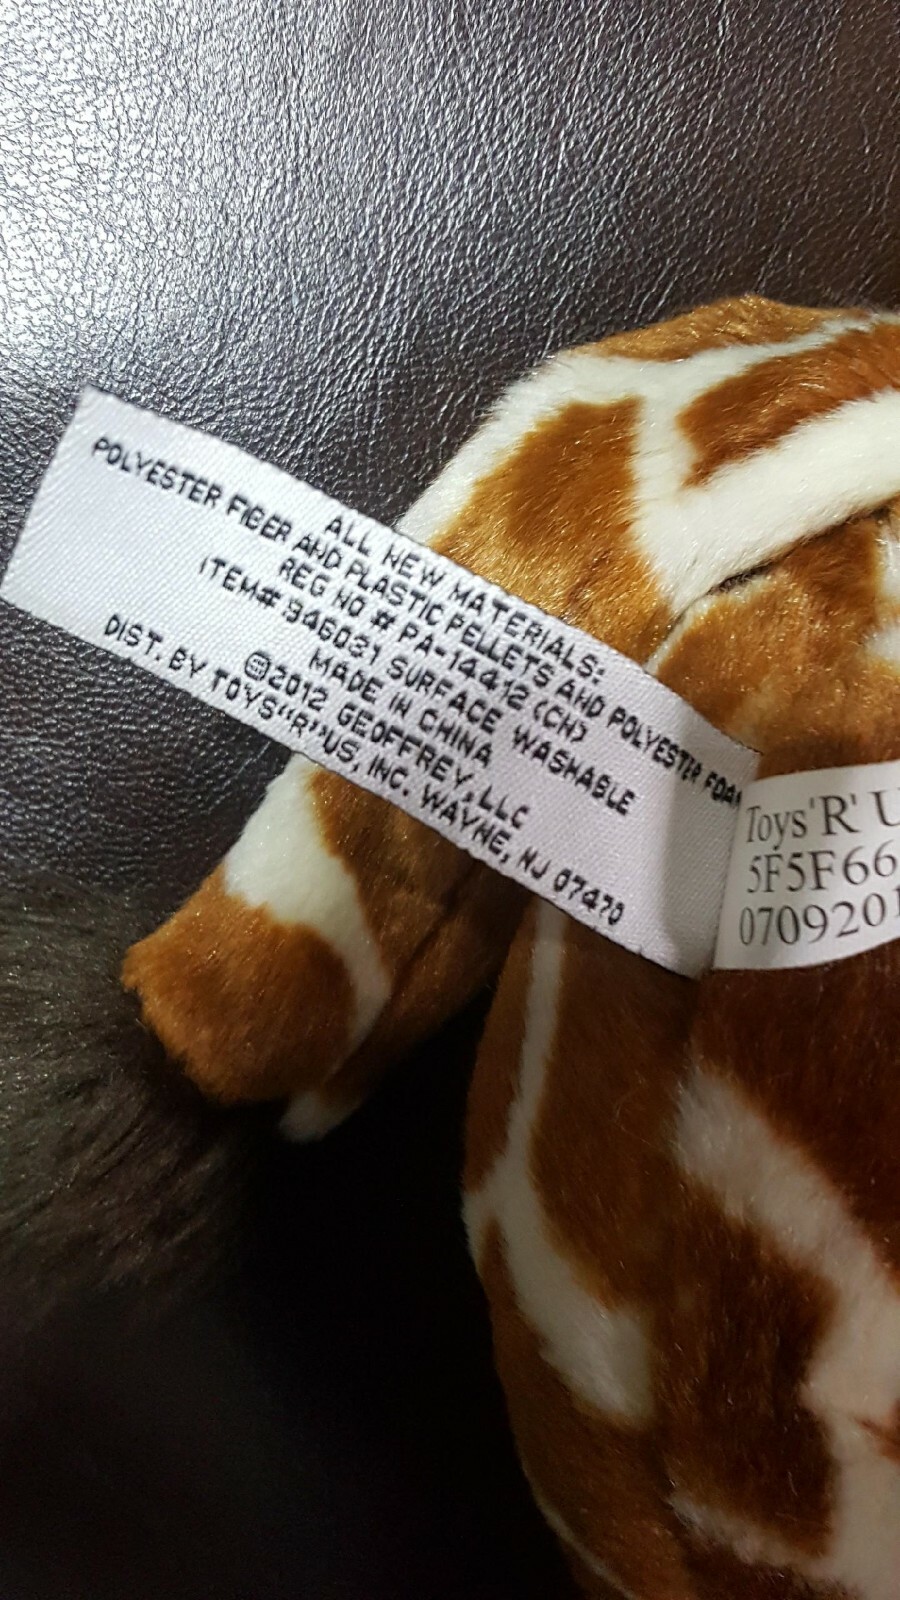 ALL NEW MATERIALS:
POLYESTER FIBER AND PLASTIC PELLETS AND POLYESTER FOAM
REG NO # PA-14412 (CH)
ITEM# 946031 SURFACE WASHABLE
MADE IN CHINA
©2012 GEOFFREY, LLC
DIST. BY TOYS"R"US, INC. WAYNE, NJ 07470
Toys'R' U
5F5F66
0709201